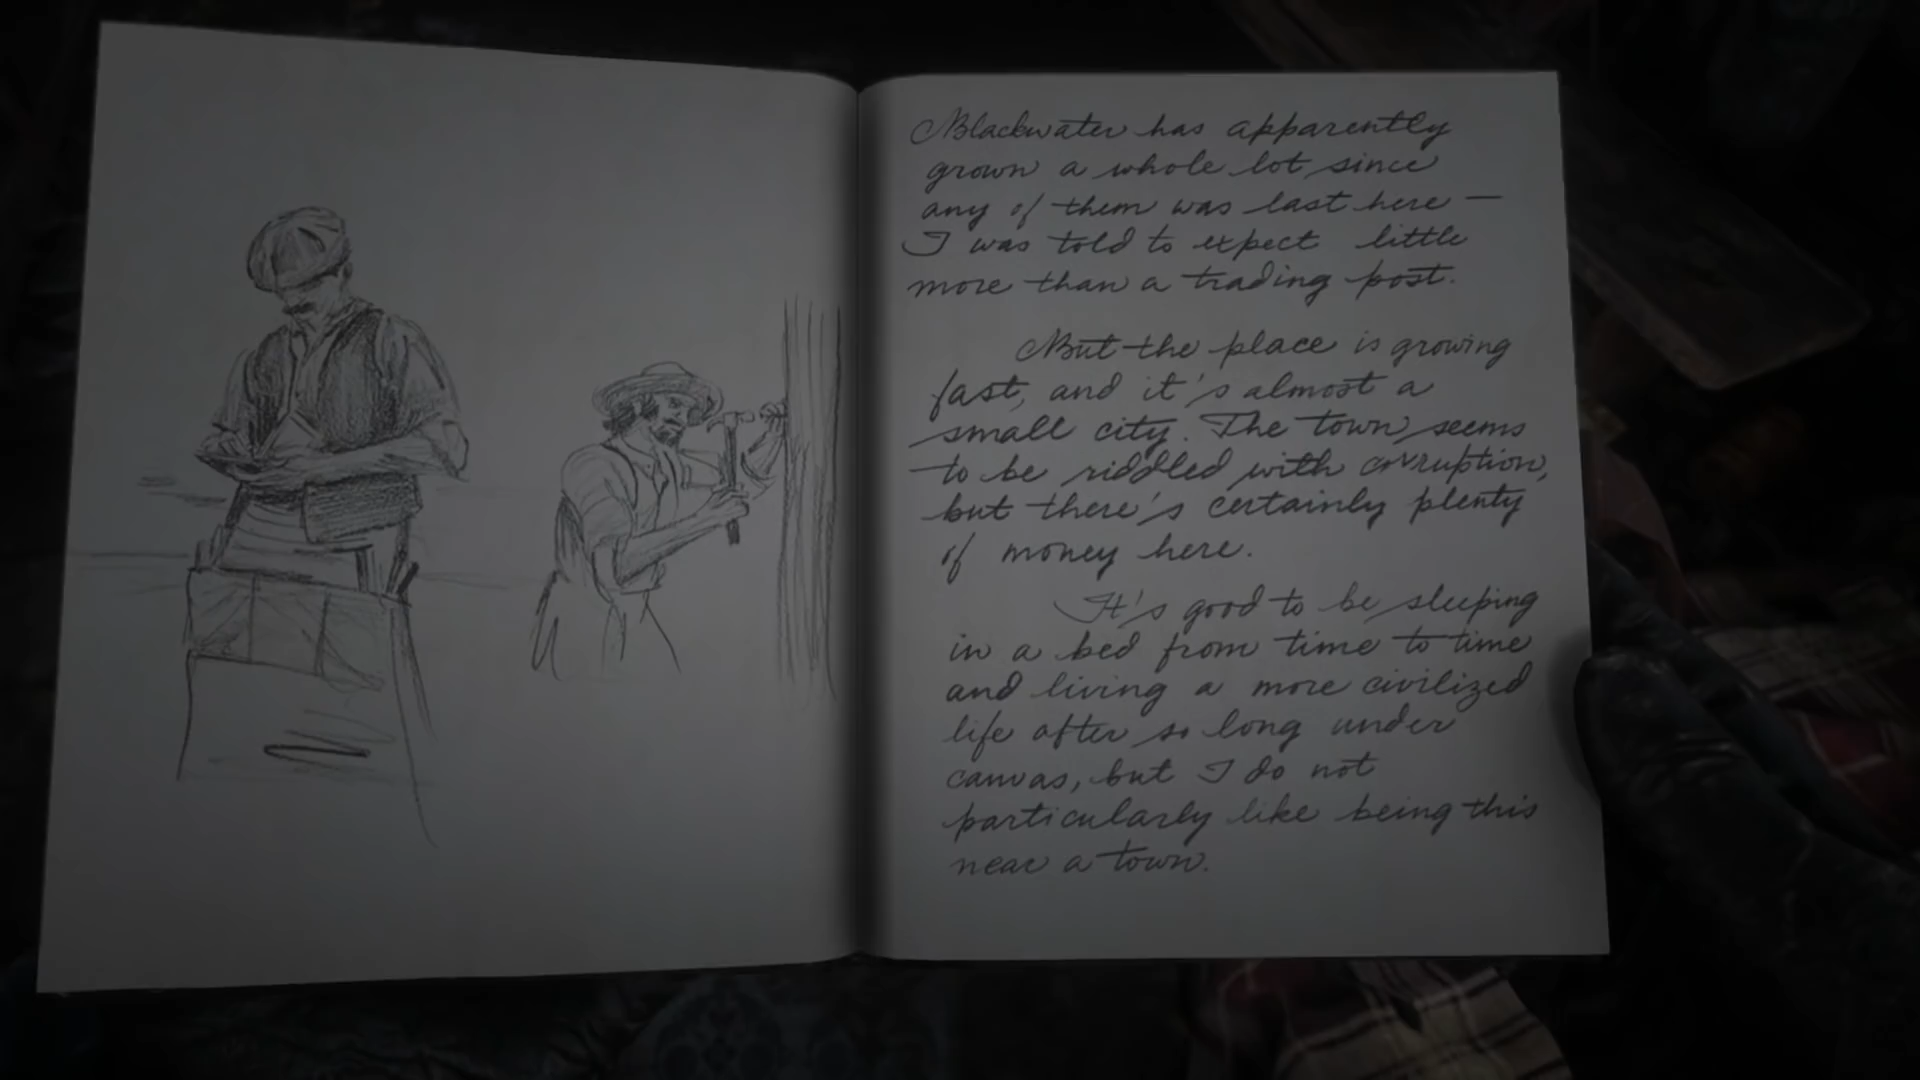 Blackwater has apparently
grown a whole lot since
any of them was last here —
I was told to expect little
more than a trading post.
But the place is growing
fast, and it's almost a
small city. The town seems
to be riddled with corruption,
but there's certainly plenty
of money here.
It's good to be sleeping
in a bed from time to time
and living a more civilized
life after so long under
canvas, but I do not
particularly like being this
near a town.